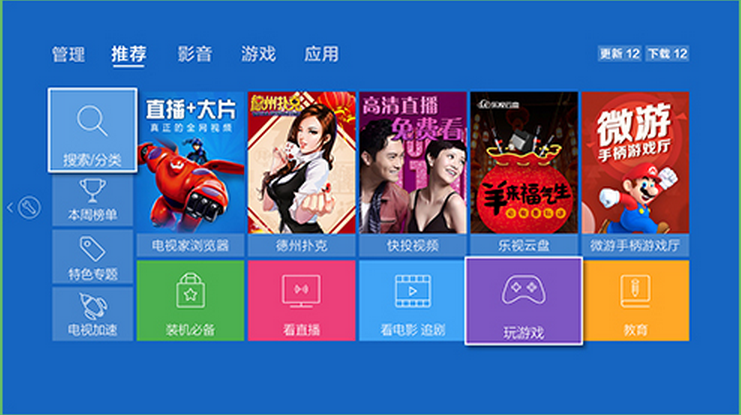 管理 推荐 影音 游戏 应用
更新 12 下载 12
搜索/分类
本周榜单
特色专题
电视加速
直播+大片
真正的全网视频
电视家浏览器
德州扑克
德州扑克
高清直播
免费看
快投视频
乐视云盘
羊来福气生
乐视云盘
微游
手柄游戏厅
微游手柄游戏厅
装机必备
看直播
看电影 追剧
玩游戏
教育